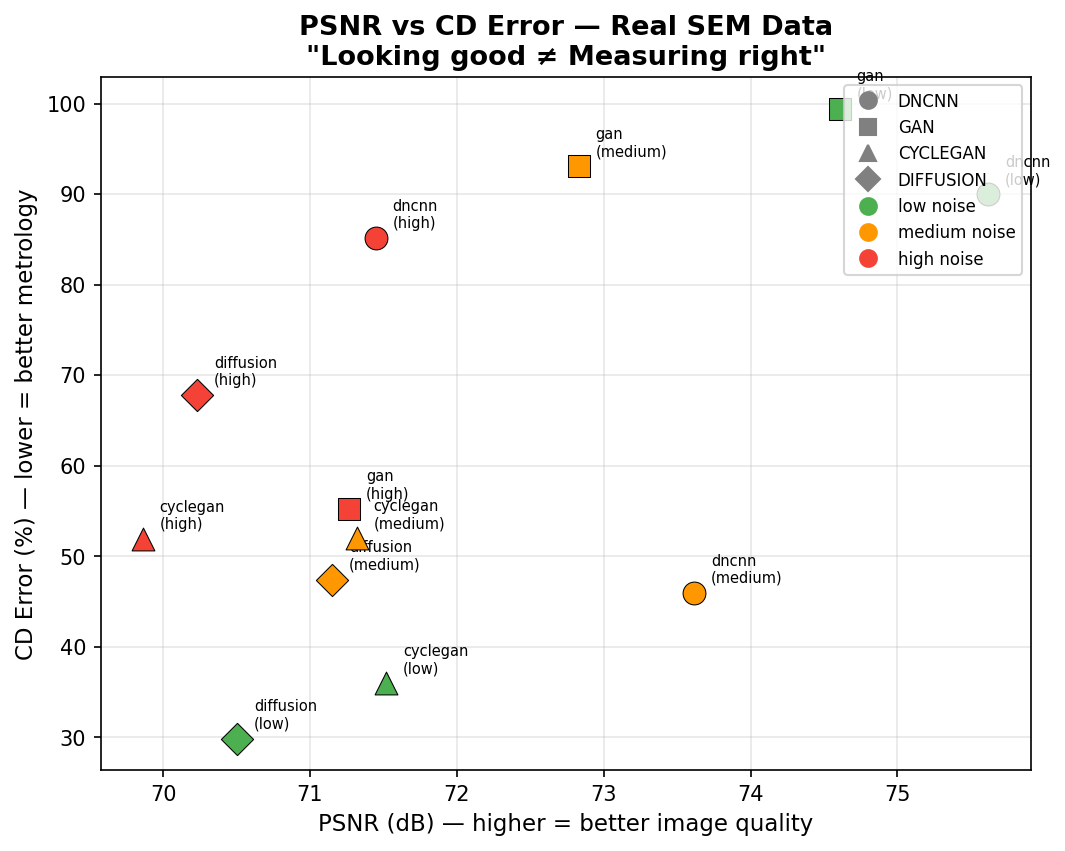 PSNR vs CD Error — Real SEM Data
"Looking good ≠ Measuring right"
CD Error (%) — lower = better metrology
100
90
80
70
60
50
40
30
gan
(low)
gan
(medium)
dncnn
(low)
dncnn
(high)
diffusion
(high)
gan
(high)
cyclegan
(medium)
cyclegan
(high)
diffusion
(medium)
dncnn
(medium)
cyclegan
(low)
diffusion
(low)
DNCNN
GAN
CYCLEGAN
DIFFUSION
low noise
medium noise
high noise
70
71
72
73
74
75
PSNR (dB) — higher = better image quality